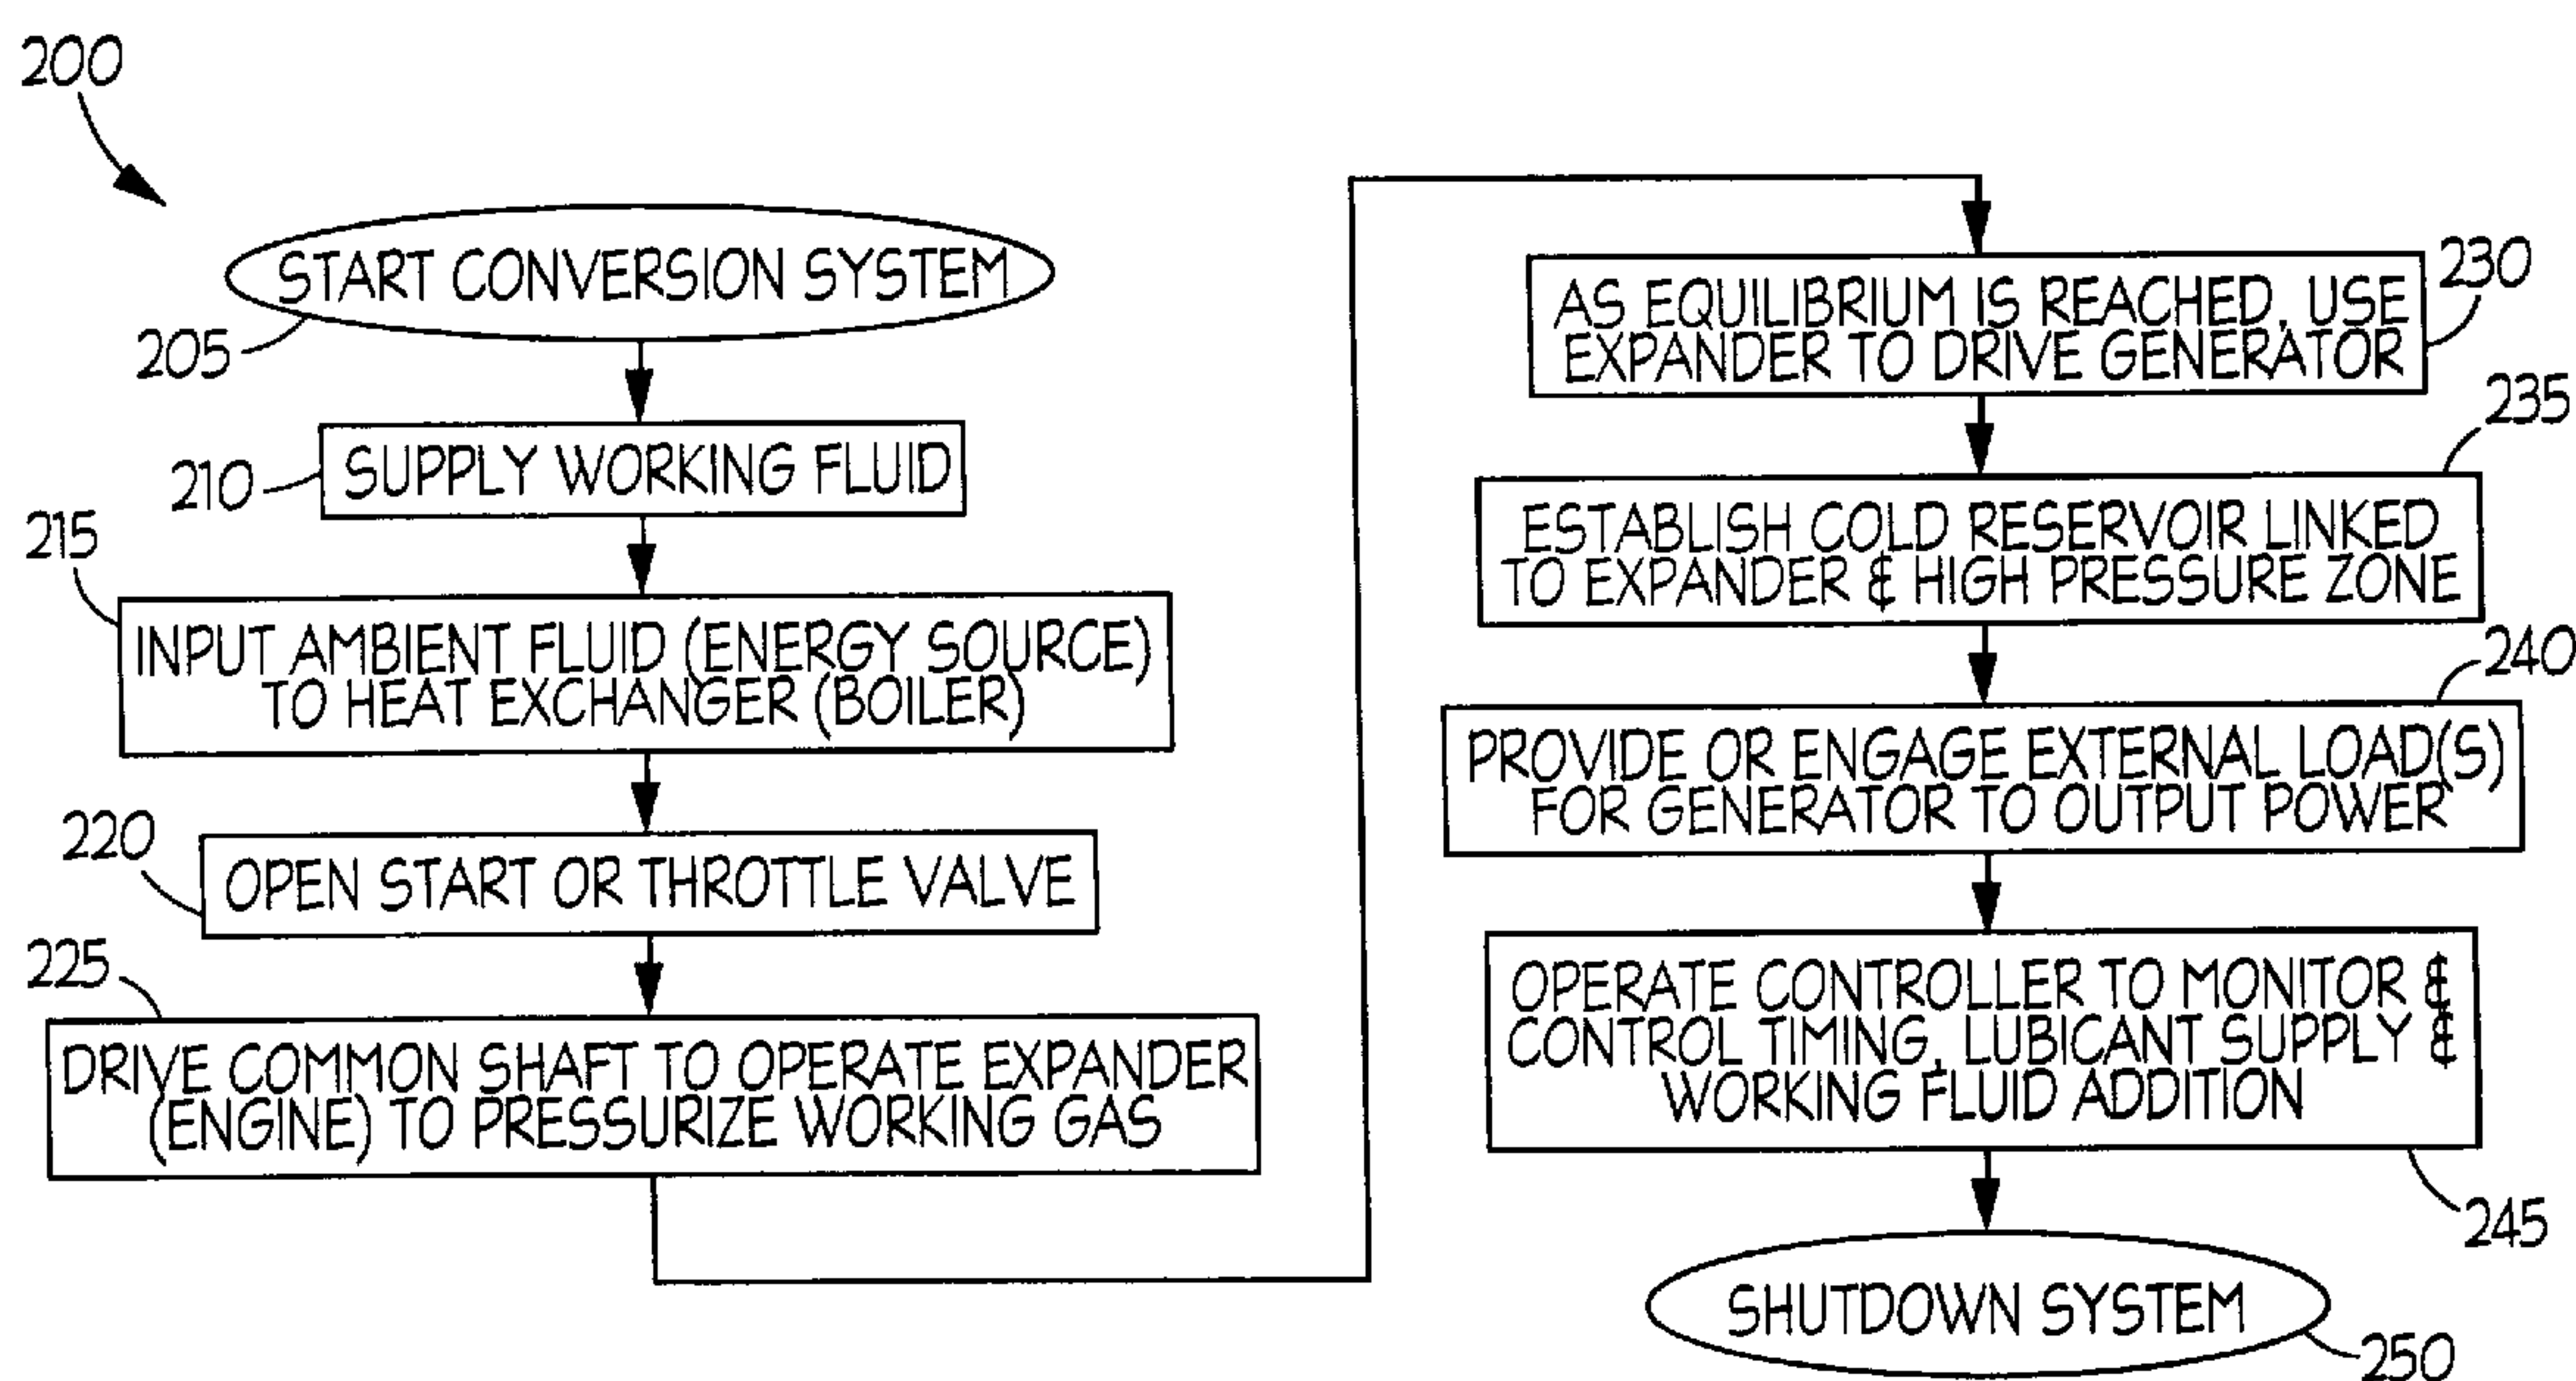 200
START CONVERSION SYSTEM
205
SUPPLY WORKING FLUID
210
215
INPUT AMBIENT FLUID (ENERGY SOURCE)
TO HEAT EXCHANGER (BOILER)
220
OPEN START OR THROTTLE VALVE
225
DRIVE COMMON SHAFT TO OPERATE EXPANDER
(ENGINE) TO PRESSURIZE WORKING GAS
230
AS EQUILIBRIUM IS REACHED, USE
EXPANDER TO DRIVE GENERATOR
235
ESTABLISH COLD RESERVOIR LINKED
TO EXPANDER & HIGH PRESSURE ZONE
240
PROVIDE OR ENGAGE EXTERNAL LOAD(S)
FOR GENERATOR TO OUTPUT POWER
OPERATE CONTROLLER TO MONITOR &
CONTROL TIMING, LUBICANT SUPPLY &
WORKING FLUID ADDITION
245
SHUTDOWN SYSTEM
250